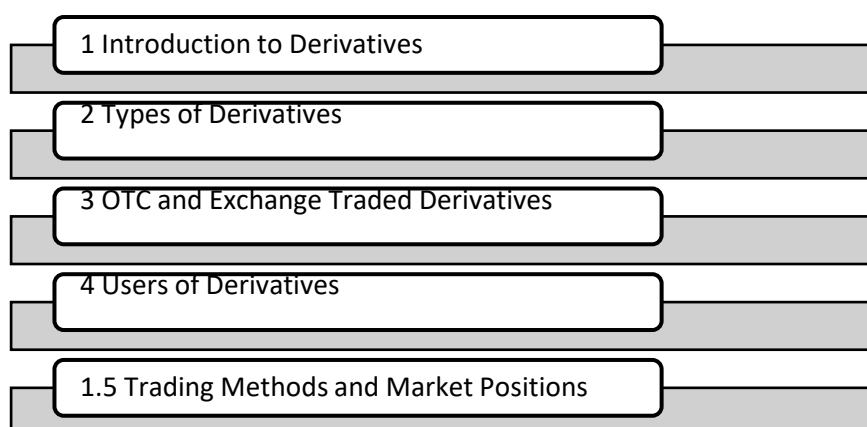 1 Introduction to Derivatives
2 Types of Derivatives
3 OTC and Exchange Traded Derivatives
4 Users of Derivatives
1.5 Trading Methods and Market Positions